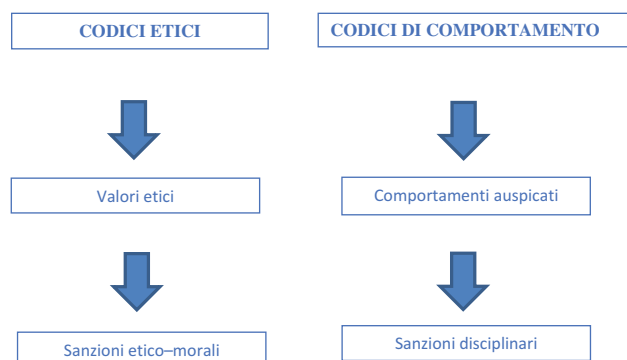 CODICI ETICI
CODICI DI COMPORTAMENTO
Valori etici
Comportamenti auspicati
Sanzioni etico–morali
Sanzioni disciplinari